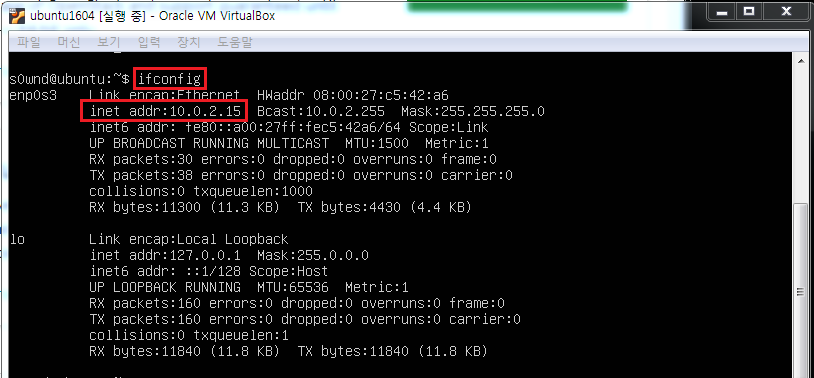 ubuntu1604 [실행 중] - Oracle VM VirtualBox
파일 머신 보기 입력 장치 도움말
s0wnd@ubuntu:~$ ifconfig
enp0s3 Link encap:Ethernet HWaddr 08:00:27:c5:42:a6
inet addr:10.0.2.15 Bcast:10.0.2.255 Mask:255.255.255.0
inet6 addr: fe80::a00:27ff:fec5:42a6/64 Scope:Link
UP BROADCAST RUNNING MULTICAST MTU:1500 Metric:1
RX packets:30 errors:0 dropped:0 overruns:0 frame:0
TX packets:38 errors:0 dropped:0 overruns:0 carrier:0
collisions:0 txqueuelen:1000
RX bytes:11300 (11.3 KB) TX bytes:4430 (4.4 KB)
lo Link encap:Local Loopback
inet addr:127.0.0.1 Mask:255.0.0.0
inet6 addr: ::1/128 Scope:Host
UP LOOPBACK RUNNING MTU:65536 Metric:1
RX packets:160 errors:0 dropped:0 overruns:0 frame:0
TX packets:160 errors:0 dropped:0 overruns:0 carrier:0
collisions:0 txqueuelen:1
RX bytes:11840 (11.8 KB) TX bytes:11840 (11.8 KB)